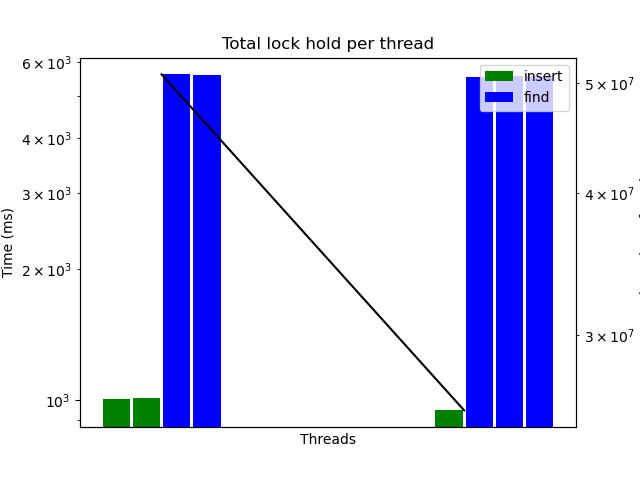 Total lock hold per thread
6 × 10³
4 × 10³
3 × 10³
2 × 10³
10³
Time (ms)
insert
find
5 × 10⁷
4 × 10⁷
3 × 10⁷
Threads